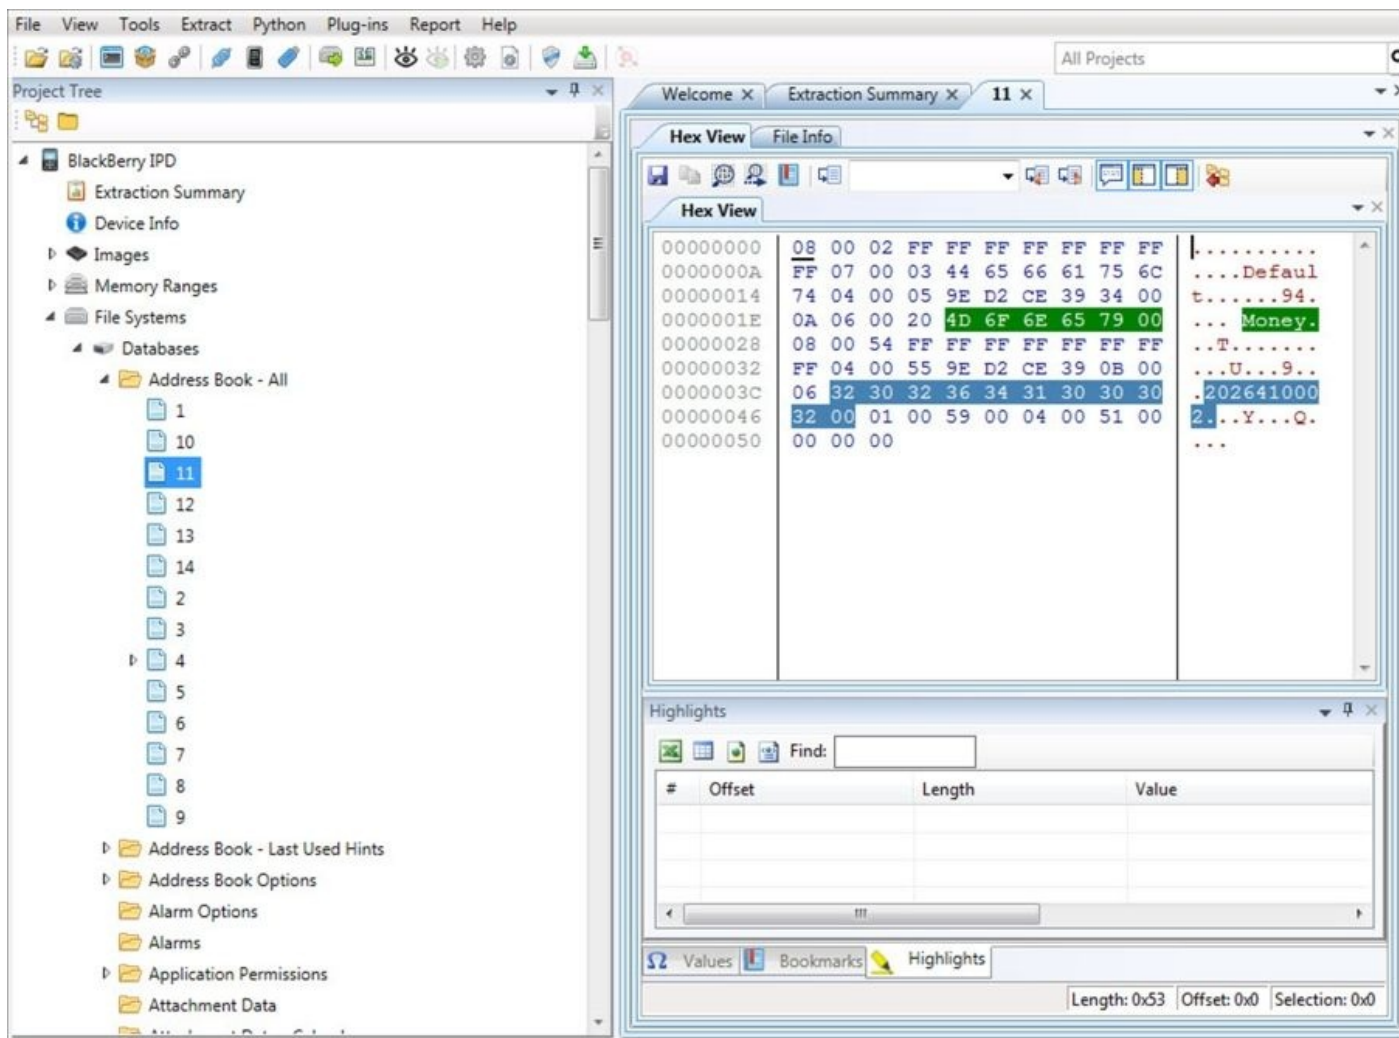 File View Tools Extract Python Plug-ins Report Help
All Projects
Project Tree
BlackBerry IPD
Extraction Summary
Device Info
Images
Memory Ranges
File Systems
Databases
Address Book - All
1
10
11
12
13
14
2
3
4
5
6
7
8
9
Address Book - Last Used Hints
Address Book Options
Alarm Options
Alarms
Application Permissions
Attachment Data
Welcome Extraction Summary 11
Hex View File Info
Hex View
00000000 08 00 02 FF FF FF FF FF FF FF ..........
0000000A FF 07 00 03 44 65 66 61 75 6C ....Defaul
00000014 74 04 00 05 9E D2 CE 39 34 00 t......94.
0000001E 0A 06 00 20 4D 6F 6E 65 79 00 ... Money.
00000028 08 00 54 FF FF FF FF FF FF FF ..T.......
00000032 FF 04 00 55 9E D2 CE 39 0B 00 ...U...9..
0000003C 06 32 30 32 36 34 31 30 30 30 .202641000
00000046 32 00 01 00 59 00 04 00 51 00 2...Y...Q.
00000050 00 00 00 ...
Highlights
Find:
# Offset Length Value
Values Bookmarks Highlights
Length: 0x53 Offset: 0x0 Selection: 0x0